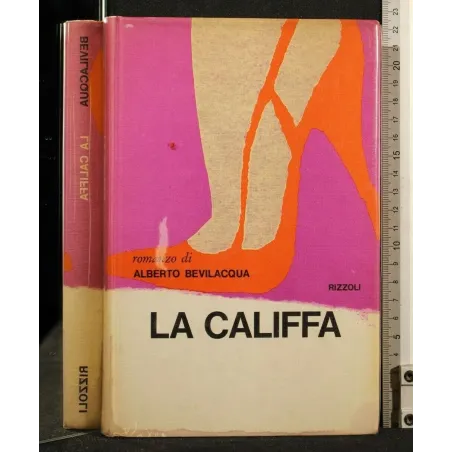 BEVILACQUA
LA CALIFFA
RIZZOLI
romanzo di
ALBERTO BEVILACQUA
RIZZOLI
LA CALIFFA